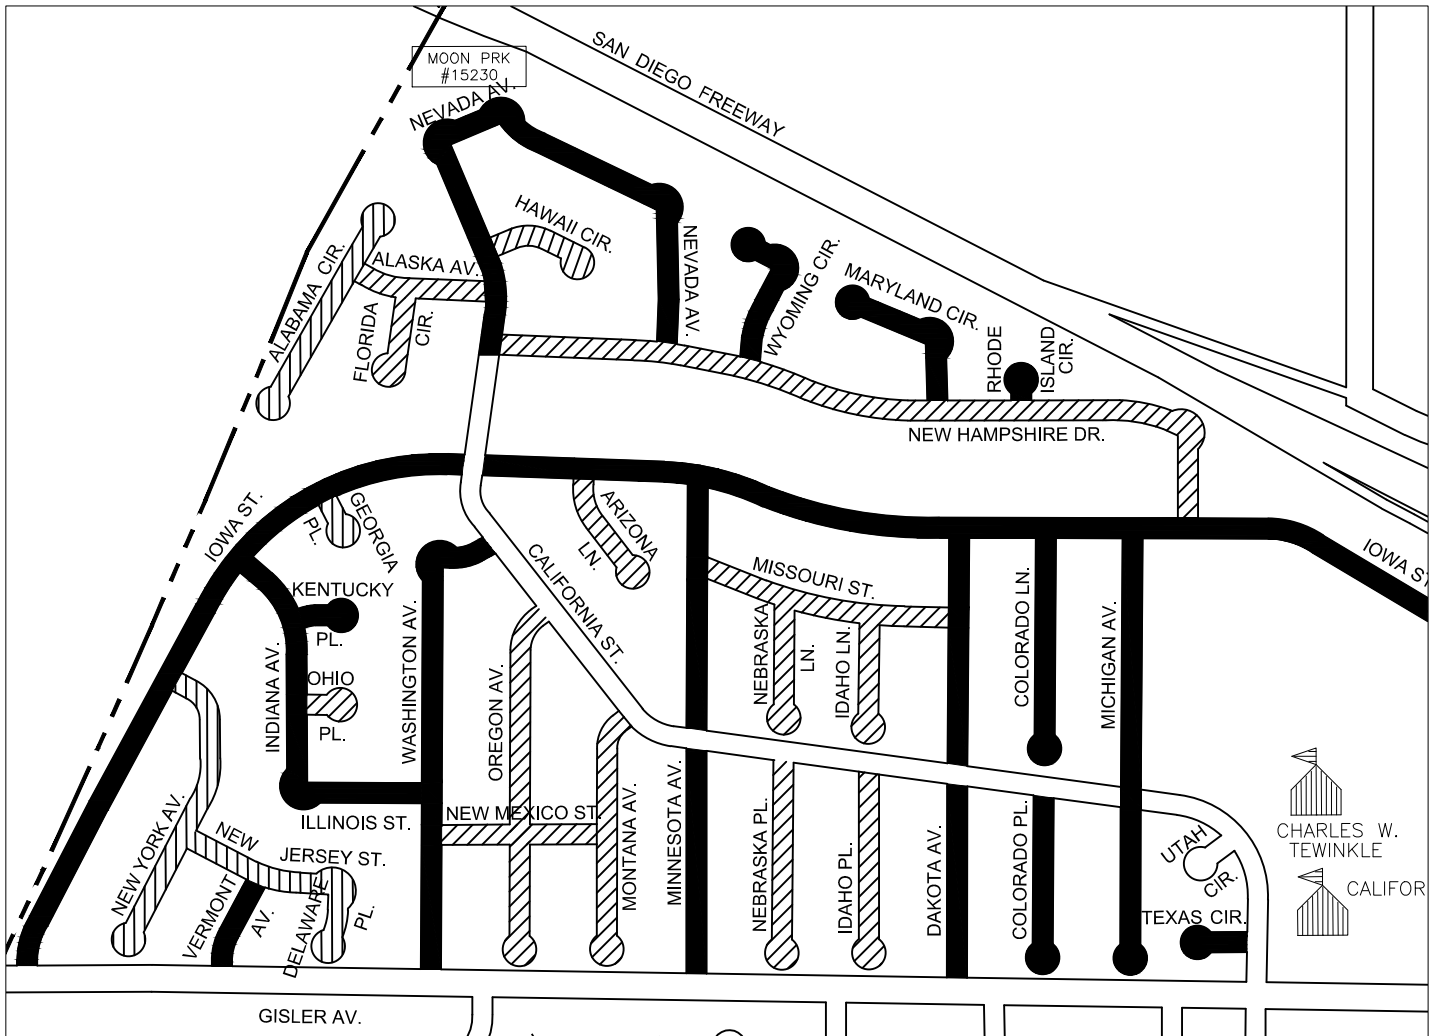 MOON PRK
#15230
NEVADA AV.
SAN DIEGO FREEWAY
HAWAII CIR.
ALABAMA CIR.
ALASKA AV.
FLORIDA
CIR.
NEVADA AV.
WYOMING CIR.
MARYLAND CIR.
RHODE
ISLAND
CIR.
NEW HAMPSHIRE DR.
IOWA ST.
GEORGIA
PL.
ARIZONA
LN.
CALIFORNIA ST.
MISSOURI ST.
IOWA ST
KENTUCKY
PL.
INDIANA AV.
OHIO
PL.
WASHINGTON AV.
OREGON AV.
NEBRASKA
LN.
IDAHO LN.
COLORADO LN.
MICHIGAN AV.
NEW YORK AV.
ILLINOIS ST.
NEW MEXICO ST.
MONTANA AV.
MINNESOTA AV.
NEBRASKA PL.
IDAHO PL.
DAKOTA AV.
COLORADO PL.
NEW
JERSEY ST.
VERMONT
AV.
DELAWARE
PL.
UTAH
CIR.
TEXAS CIR.
CHARLES W.
TEWINKLE
CALIFOR
GISLER AV.